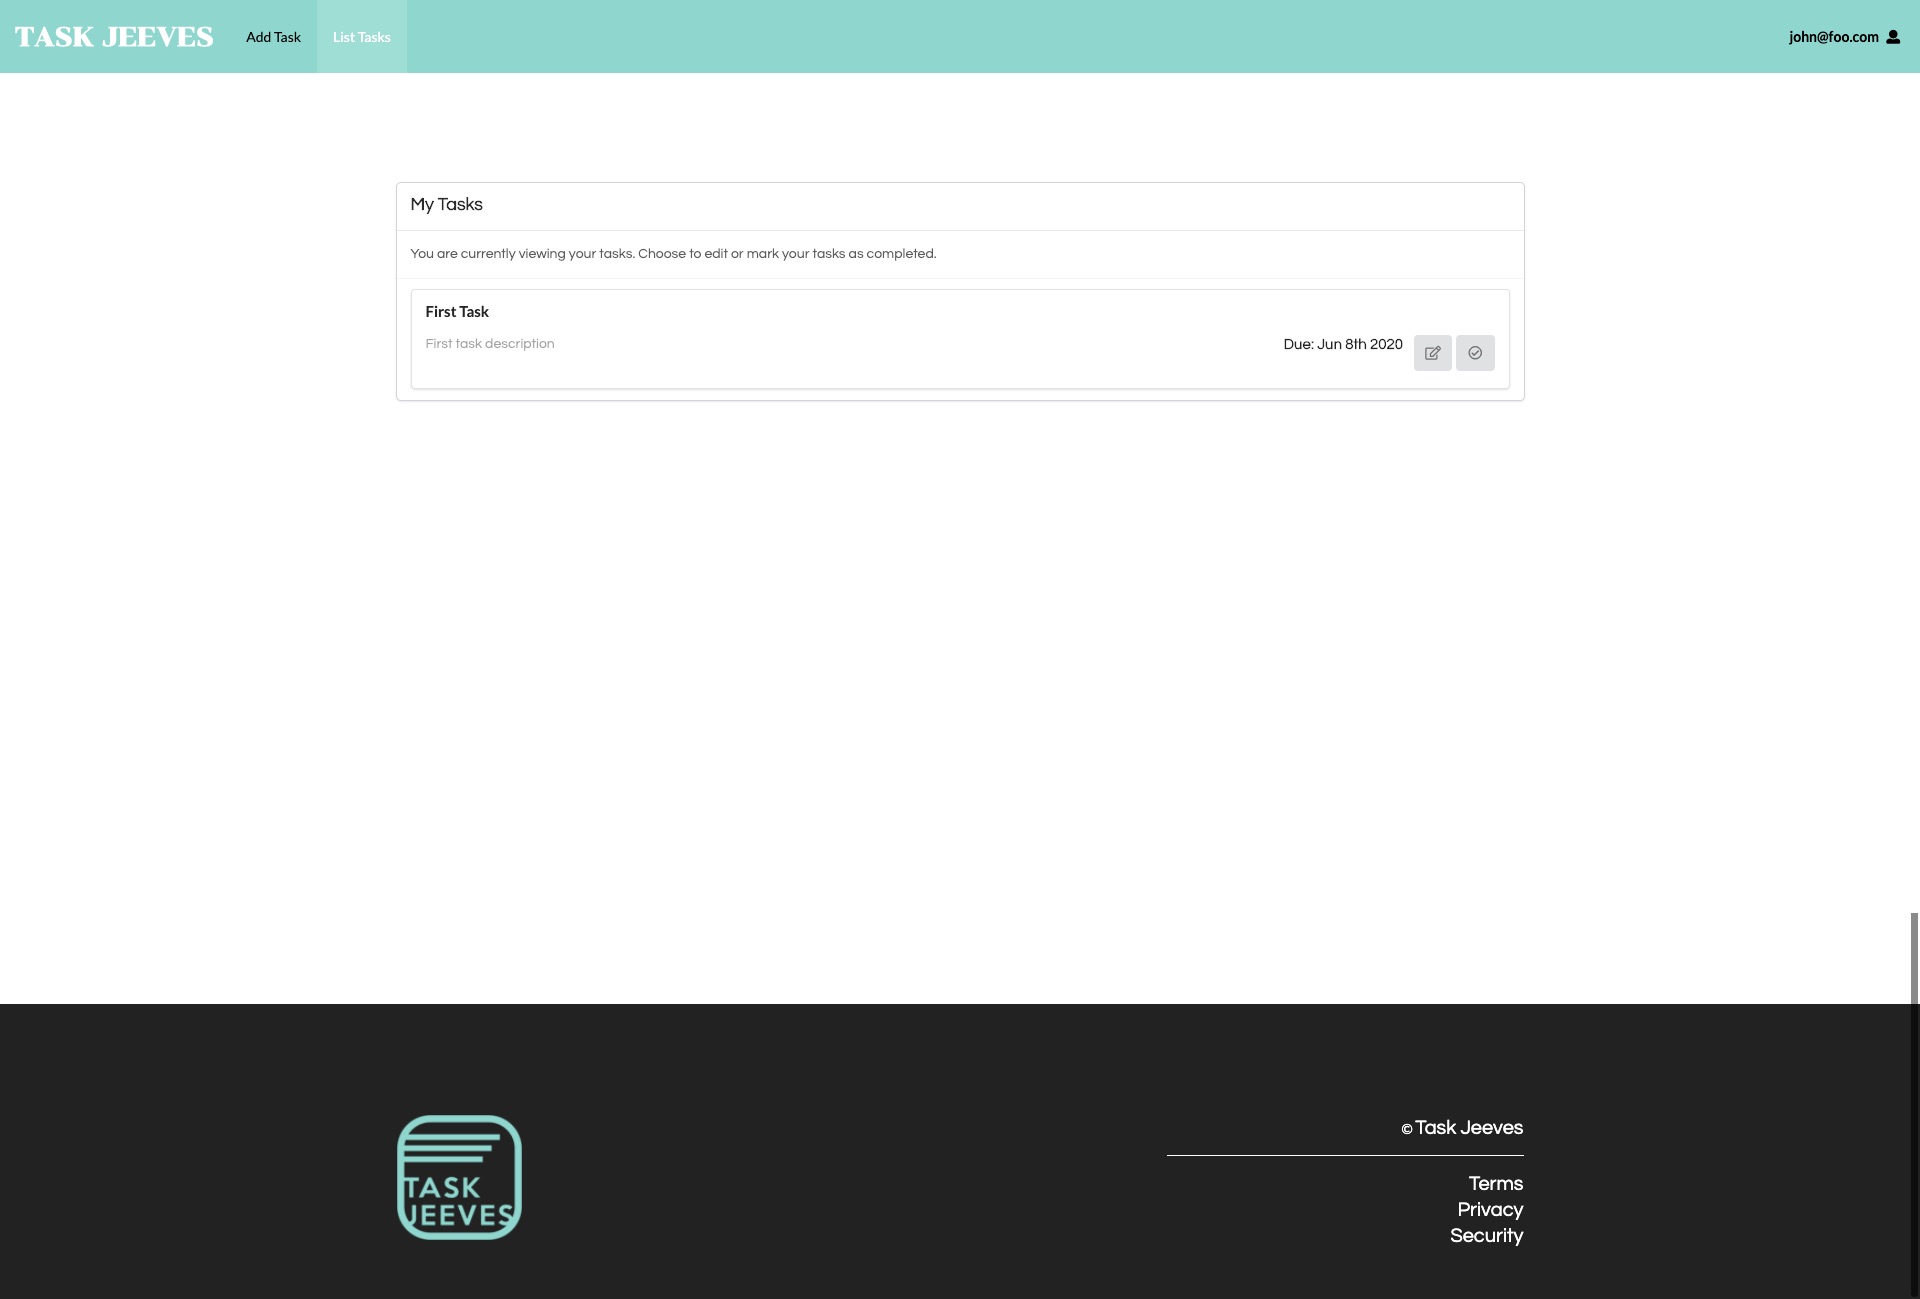 TASK JEEVES Add Task List Tasks john@foo.com
My Tasks
You are currently viewing your tasks. Choose to edit or mark your tasks as completed.
First Task
First task description Due: Jun 8th 2020
TASK
JEEVES
© Task Jeeves
Terms
Privacy
Security